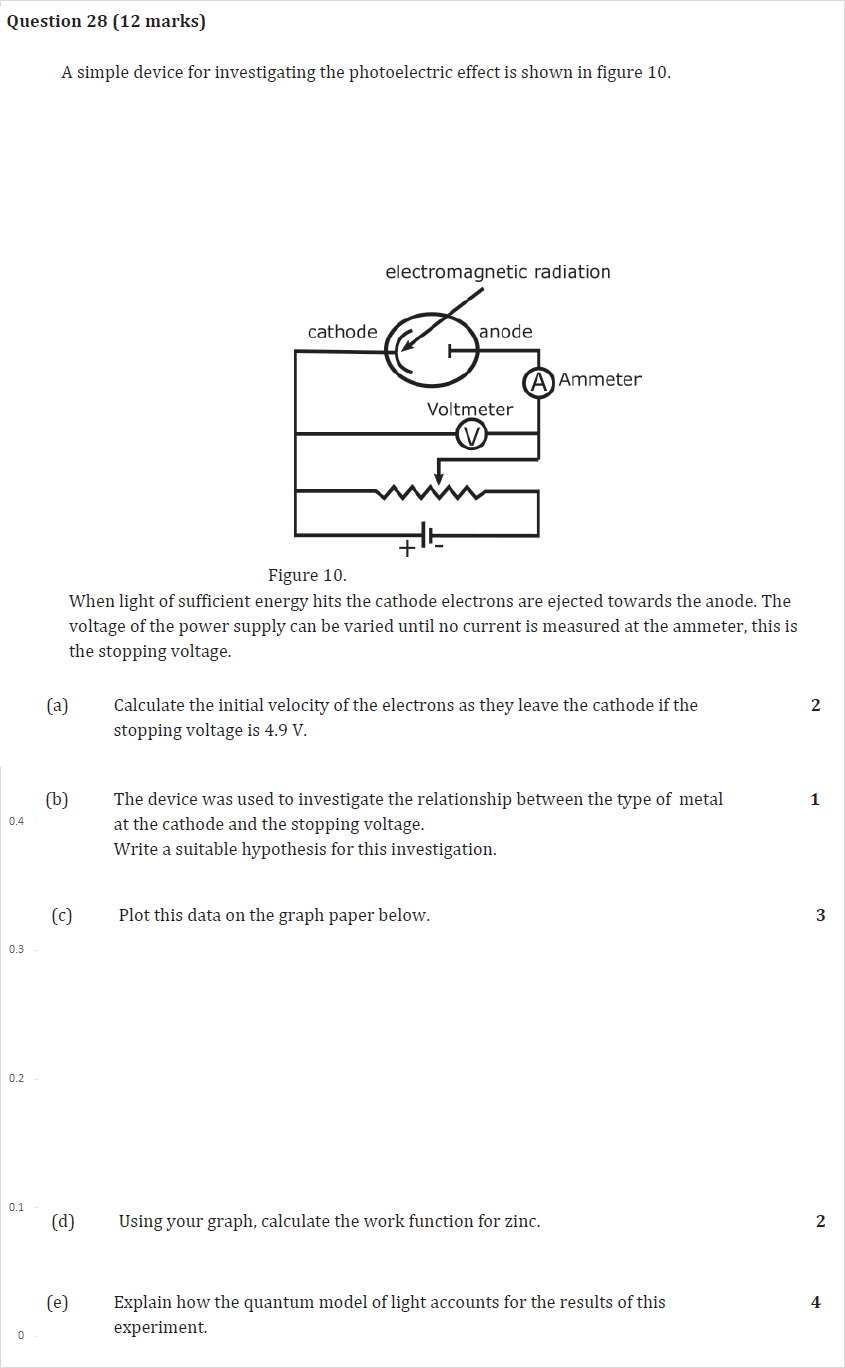 Question 28 (12 marks)
A simple device for investigating the photoelectric effect is shown in figure 10.
electromagnetic radiation
cathode
anode
A
Ammeter
Voltmeter
V
+
-
Figure 10.
When light of sufficient energy hits the cathode electrons are ejected towards the anode. The
voltage of the power supply can be varied until no current is measured at the ammeter, this is
the stopping voltage.
(a) Calculate the initial velocity of the electrons as they leave the cathode if the 2
stopping voltage is 4.9 V.
(b) The device was used to investigate the relationship between the type of metal 1
0.4
at the cathode and the stopping voltage.
Write a suitable hypothesis for this investigation.
(c) Plot this data on the graph paper below. 3
0.3
0.2
0.1
(d) Using your graph, calculate the work function for zinc. 2
(e) Explain how the quantum model of light accounts for the results of this 4
experiment.
0